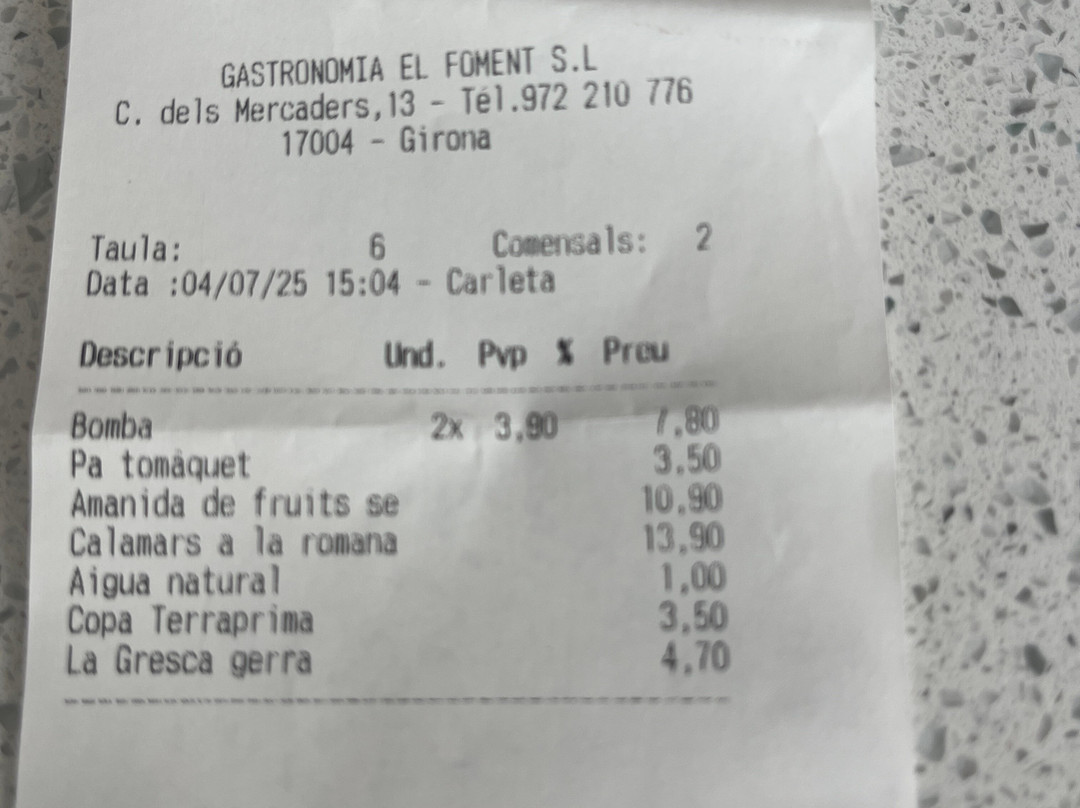 GASTRONOMIA EL FOMENT S.L
C. dels Mercaders,13 - Tél.972 210 776
17004 - Girona
Taula: 6 Comensals: 2
Data :04/07/25 15:04 - Carleta
Descripció Und. Pvp % Preu
Bomba 2x 3,90 7,80
Pa tomàquet 3,50
Amanida de fruits se 10,90
Calamars a la romana 13,90
Aigua natural 1,00
Copa Terraprima 3,50
La Gresca gerra 4,70